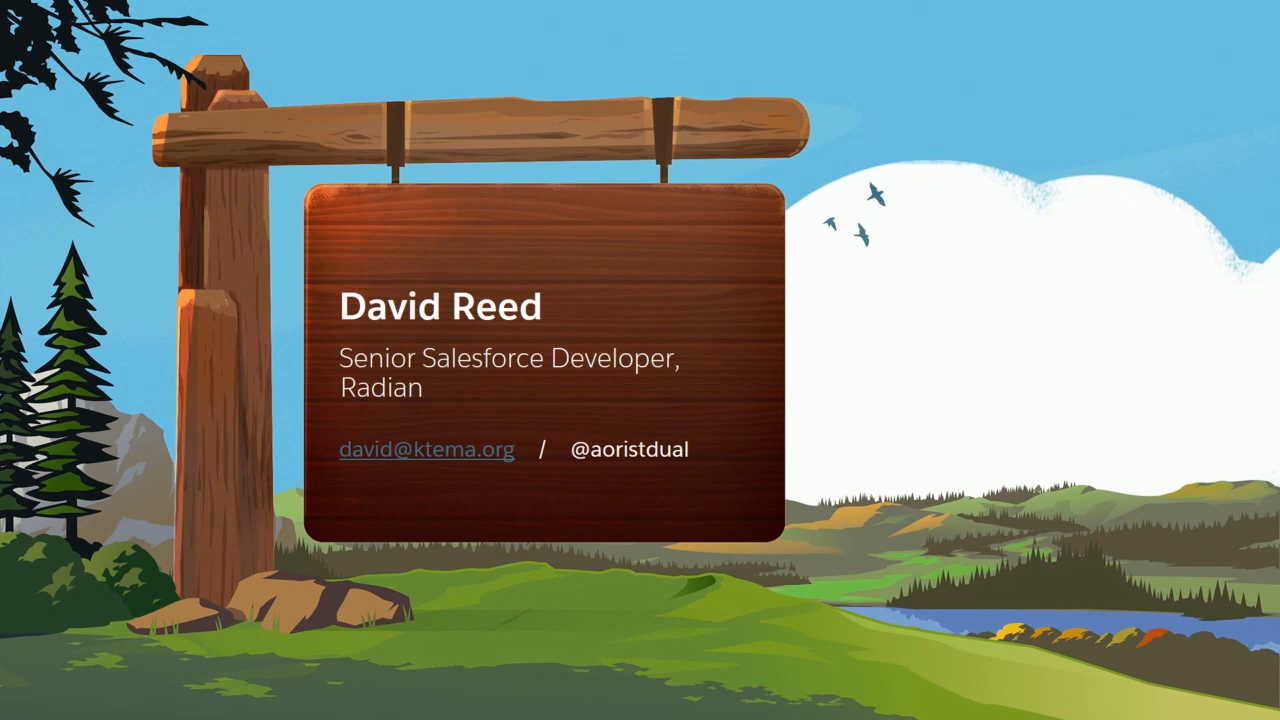 David Reed
Senior Salesforce Developer,
Radian
david@ktema.org / @aoristdual